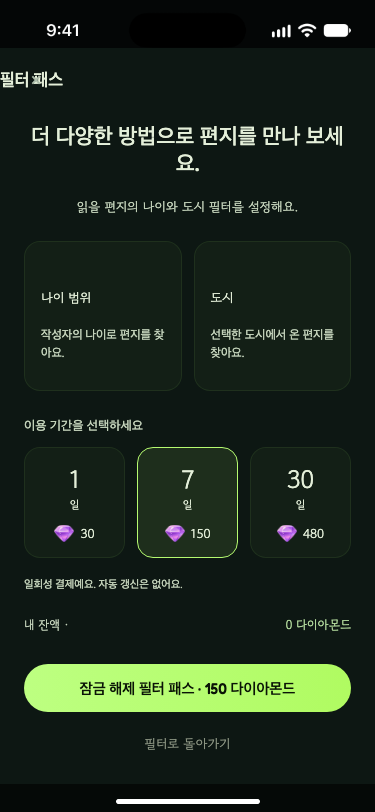 9:41
필터 패스
더 다양한 방법으로 편지를 만나 보세
요.
읽을 편지의 나이와 도시 필터를 설정해요.
나이 범위
작성자의 나이로 편지를 찾
아요.
도시
선택한 도시에서 온 편지를
찾아요.
이용 기간을 선택하세요
1
일
30
7
일
150
30
일
480
일회성 결제예요. 자동 갱신은 없어요.
내 잔액 ·
0 다이아몬드
잠금 해제 필터 패스 · 150 다이아몬드
필터로 돌아가기